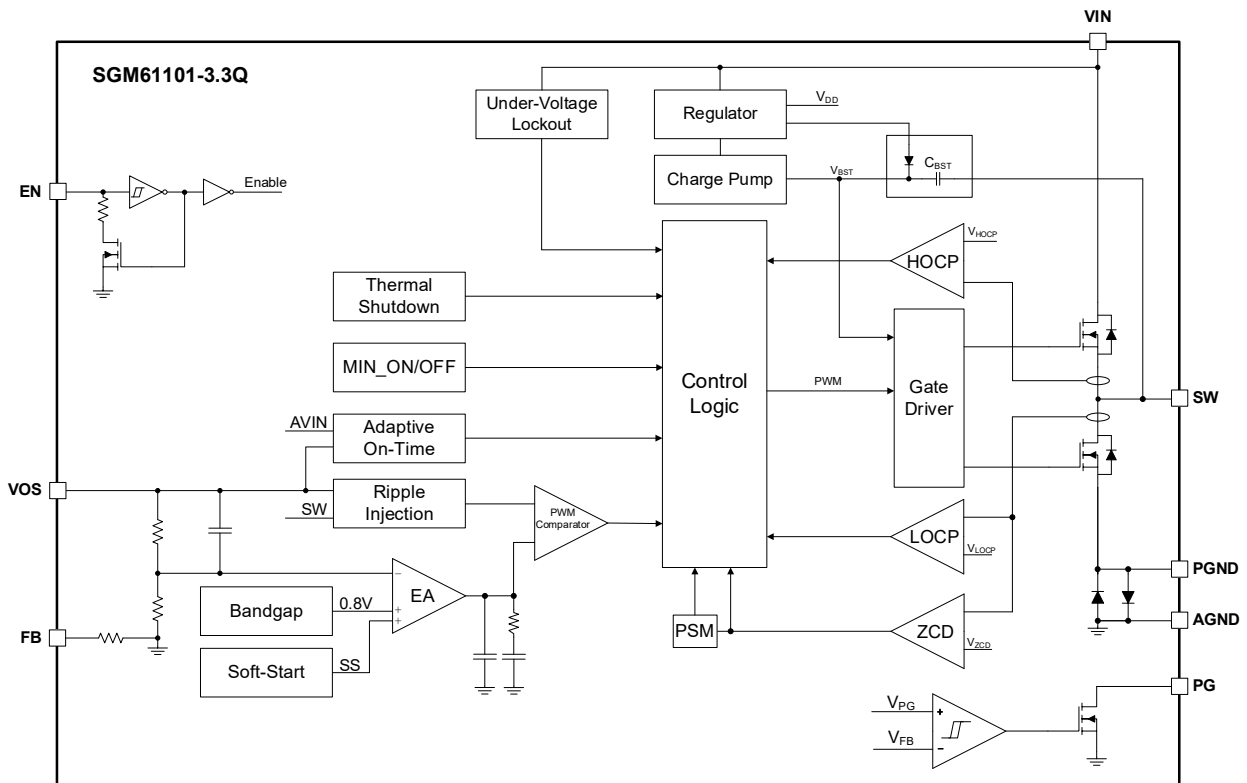 VIN
SGM61101-3.3Q
Under-Voltage
Lockout
Regulator
VDD
Charge Pump
VBST
CBST
EN
Enable
VHOCP
HOCP
Thermal
Shutdown
MIN_ON/OFF
Control
Logic
PWM
Gate
Driver
SW
AVIN
Adaptive
On-Time
VOS
SW
Ripple
Injection
PWM
Comparator
LOCP
VLOCP
PGND
EA
Bandgap
0.8V
FB
Soft-Start
SS
PSM
ZCD
VZCD
AGND
PG
VPG
VFB